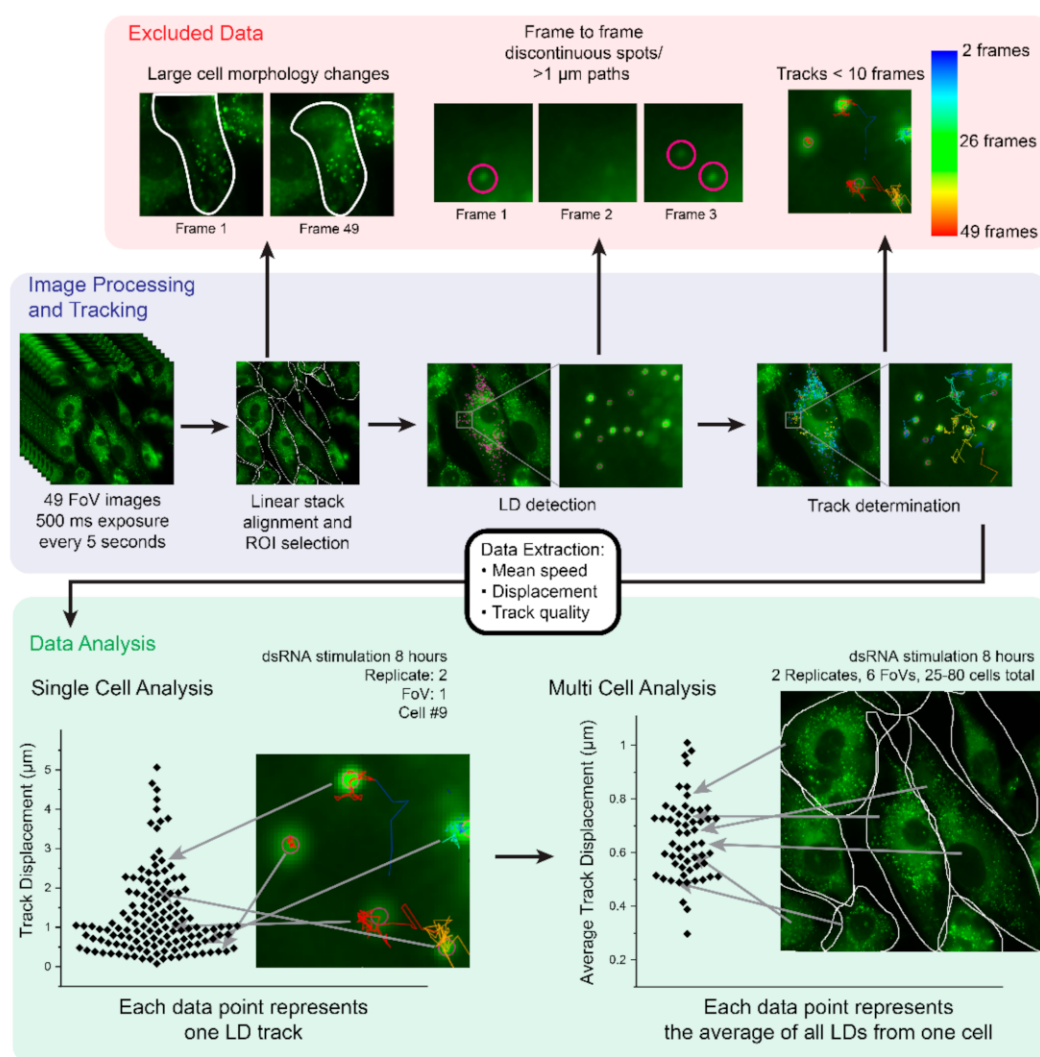 Excluded Data
Large cell morphology changes
Frame 1
Frame 49
Frame to frame
discontinuous spots/
>1 µm paths
Frame 1
Frame 2
Frame 3
Tracks < 10 frames
2 frames
26 frames
49 frames
Image Processing
and Tracking
49 FoV images
500 ms exposure
every 5 seconds
Linear stack
alignment and
ROI selection
LD detection
Track determination
Data Extraction:
• Mean speed
• Displacement
• Track quality
Data Analysis
Single Cell Analysis
dsRNA stimulation 8 hours
Replicate: 2
FoV: 1
Cell #9
Track Displacement (µm)
5
4
3
2
1
0
Each data point represents
one LD track
Multi Cell Analysis
dsRNA stimulation 8 hours
2 Replicates, 6 FoVs, 25-80 cells total
Average Track Displacement (µm)
1
0.8
0.6
0.4
0.2
Each data point represents
the average of all LDs from one cell